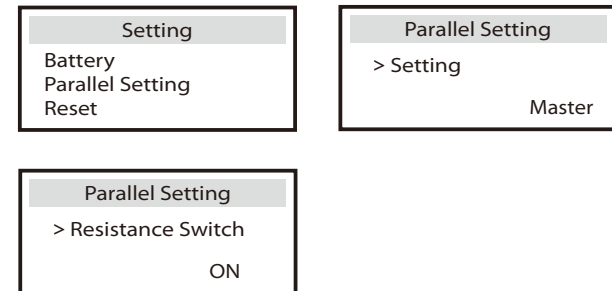 Setting
Battery
Parallel Setting
Reset
Parallel Setting
> Setting
Master
Parallel Setting
> Resistance Switch
ON